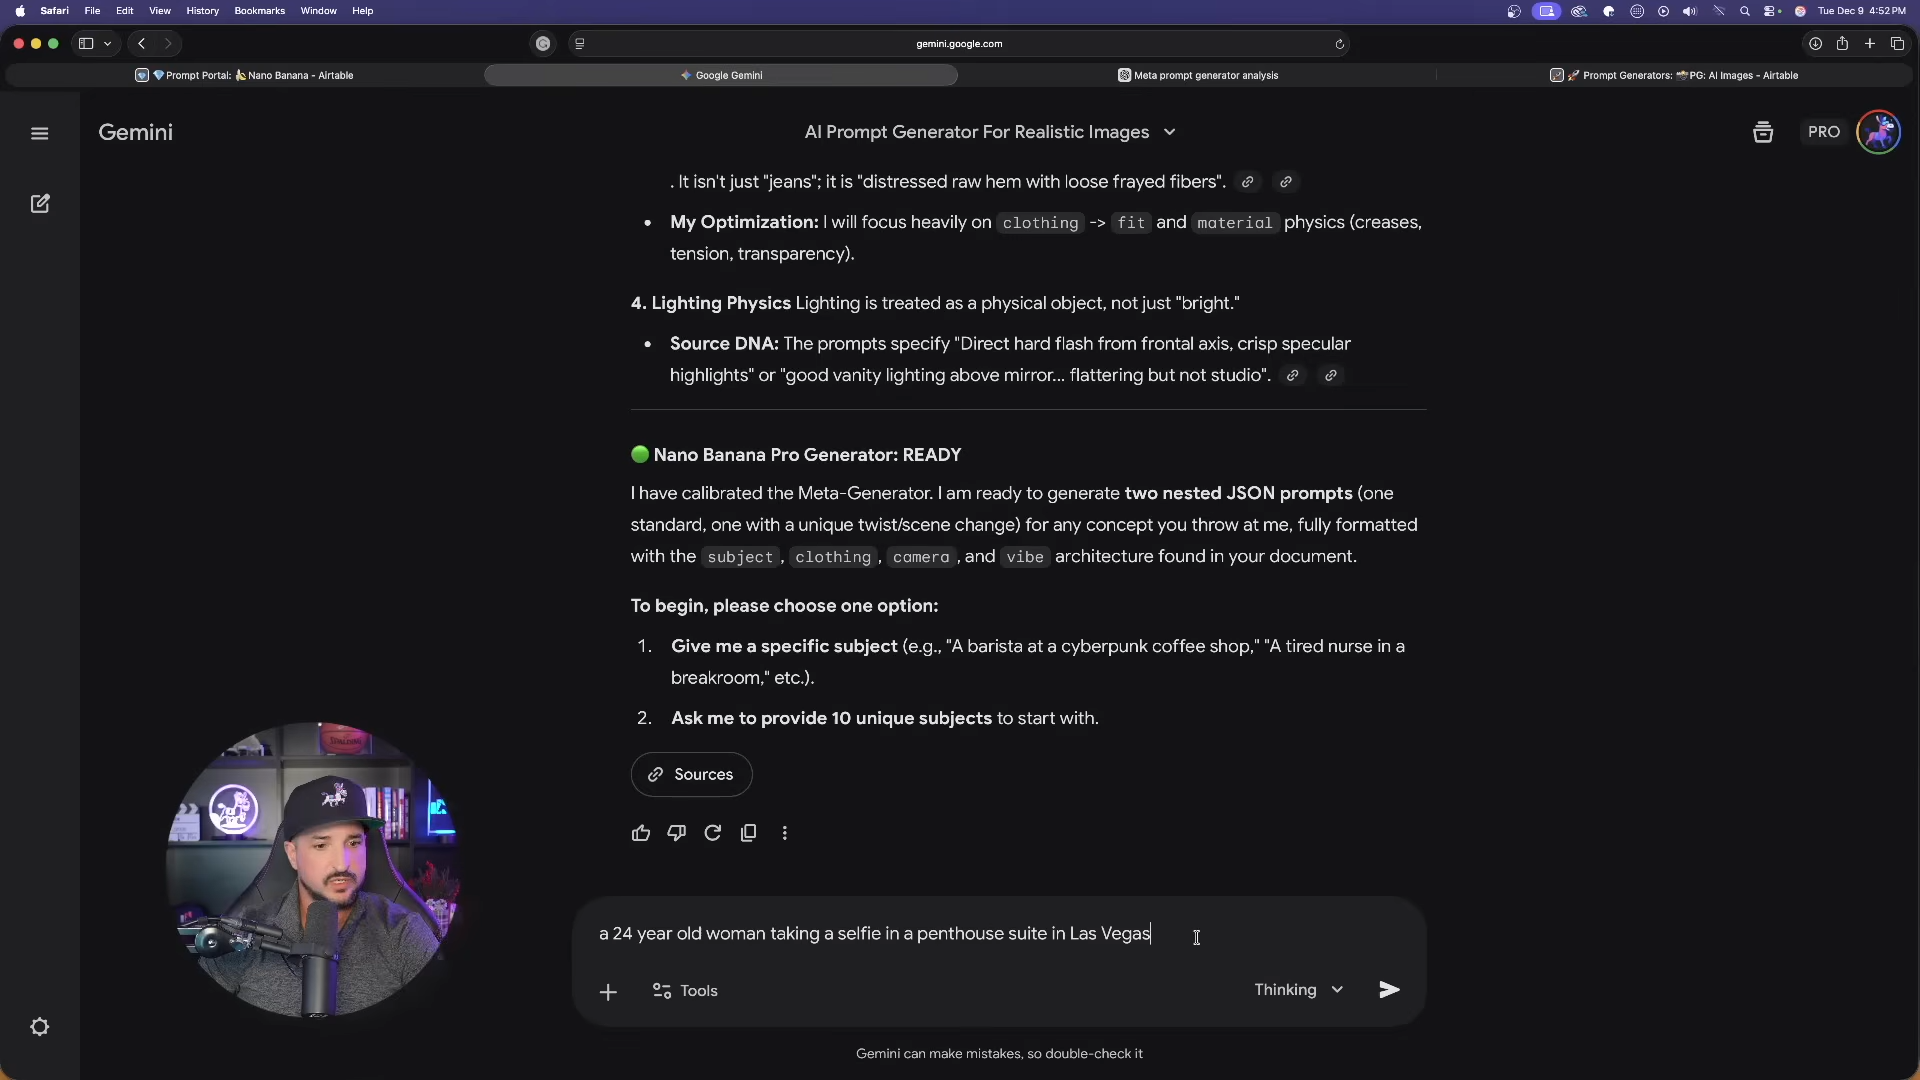 Safari File Edit View History Bookmarks Window Help Tue Dec 9 4:52 PM
gemini.google.com
Prompt Portal: Nano Banana - Airtable
Google Gemini
Meta prompt generator analysis
Prompt Generators: PG: AI Images - Airtable
Gemini
AI Prompt Generator For Realistic Images
PRO
. It isn't just "jeans"; it is "distressed raw hem with loose frayed fibers".
• My Optimization: I will focus heavily on clothing -> fit and material physics (creases,
tension, transparency).
4. Lighting Physics Lighting is treated as a physical object, not just "bright."
• Source DNA: The prompts specify "Direct hard flash from frontal axis, crisp specular
highlights" or "good vanity lighting above mirror... flattering but not studio".
Nano Banana Pro Generator: READY
I have calibrated the Meta-Generator. I am ready to generate two nested JSON prompts (one
standard, one with a unique twist/scene change) for any concept you throw at me, fully formatted
with the subject, clothing, camera, and vibe architecture found in your document.
To begin, please choose one option:
1. Give me a specific subject (e.g., "A barista at a cyberpunk coffee shop," "A tired nurse in a
breakroom," etc.).
2. Ask me to provide 10 unique subjects to start with.
Sources
a 24 year old woman taking a selfie in a penthouse suite in Las Vegas
Tools
Thinking
Gemini can make mistakes, so double-check it